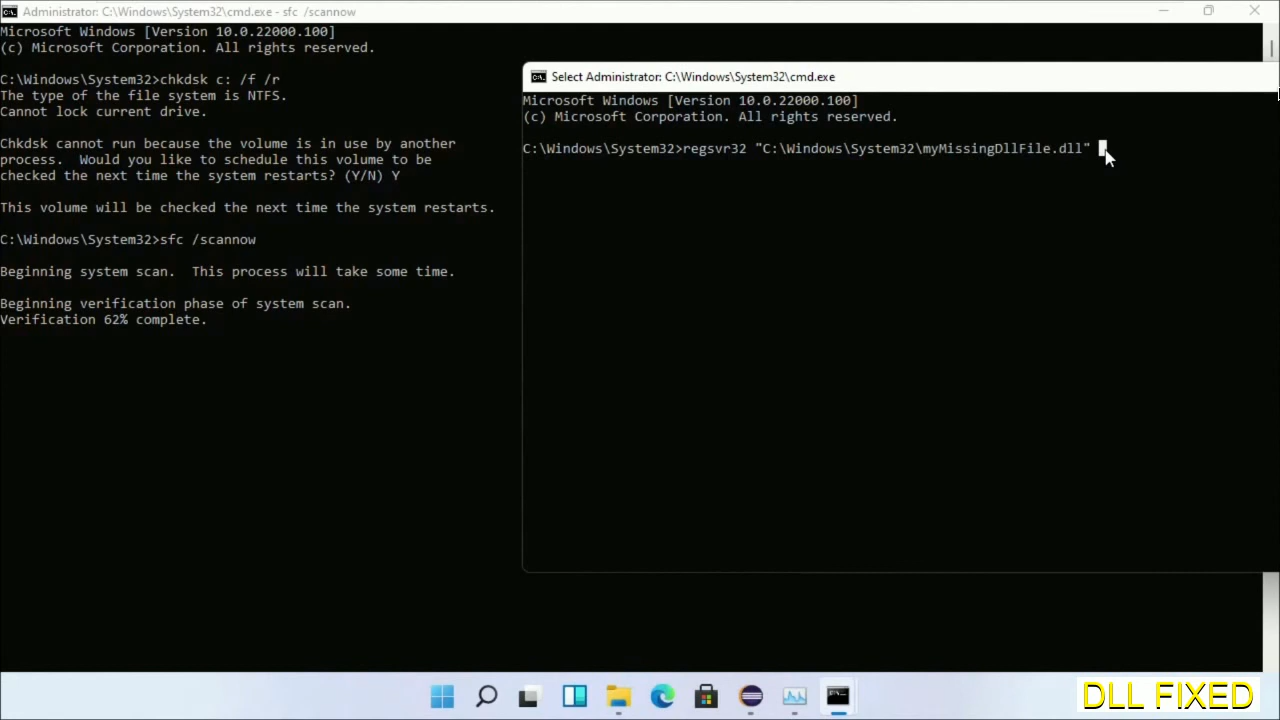 Administrator: C:\Windows\System32\cmd.exe - sfc  /scannow
Microsoft Windows [Version 10.0.22000.100]
(c) Microsoft Corporation. All rights reserved.
C:\Windows\System32>chkdsk c: /f /r
The type of the file system is NTFS.
Cannot lock current drive.
Chkdsk cannot run because the volume is in use by another
process.  Would you like to schedule this volume to be
checked the next time the system restarts? (Y/N) Y
This volume will be checked the next time the system restarts.
C:\Windows\System32>sfc /scannow
Beginning system scan.  This process will take some time.
Beginning verification phase of system scan.
Verification 62% complete.
Select Administrator: C:\Windows\System32\cmd.exe
Microsoft Windows [Version 10.0.22000.100]
(c) Microsoft Corporation. All rights reserved.
C:\Windows\System32>regsvr32 "C:\Windows\System32\myMissingDllFile.dll"
DLL FIXED